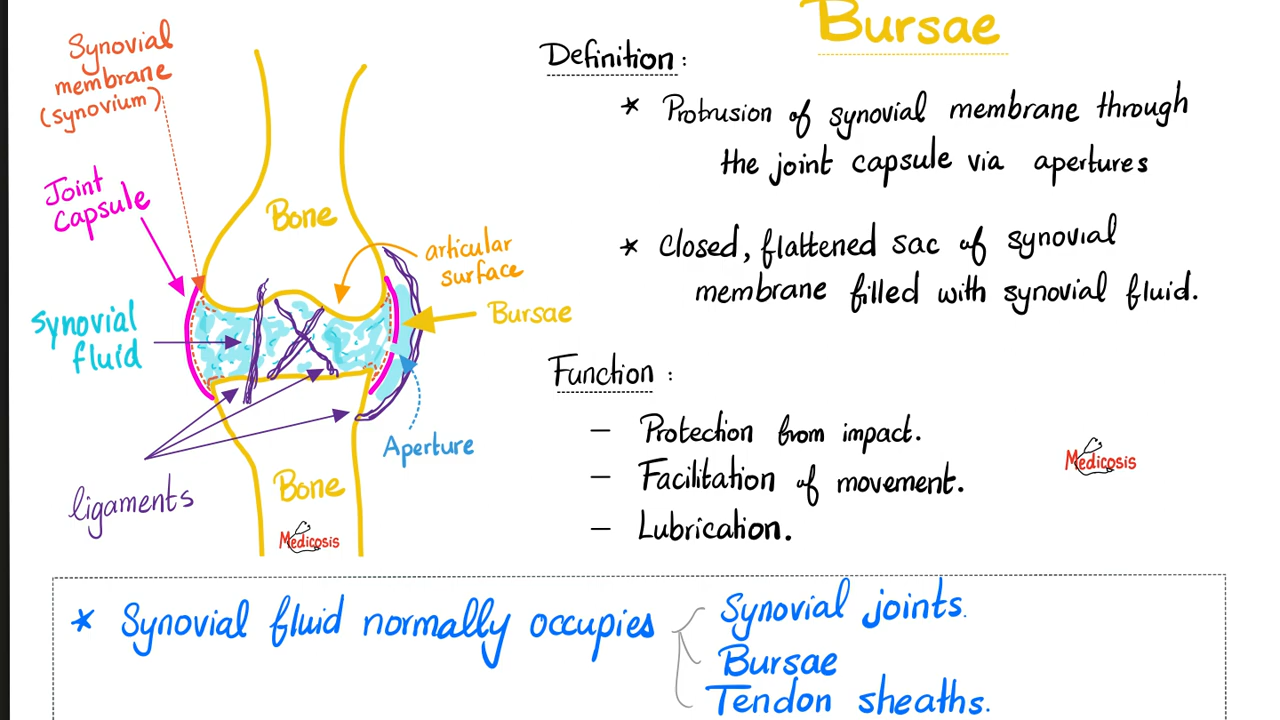 Bursae
Synovial
membrane
(synovium)
Joint
capsule
Bone
articular
surface
Synovial
fluid
Bursae
Aperture
ligaments
Bone
Medicosis
Definition:
* Protrusion of synovial membrane through
the joint capsule via apertures
* Closed, flattened sac of synovial
membrane filled with synovial fluid.
Function :
– Protection from impact.
– Facilitation of movement.
– Lubrication.
Medicosis
* Synovial fluid normally occupies
Synovial joints.
Bursae
Tendon sheaths.